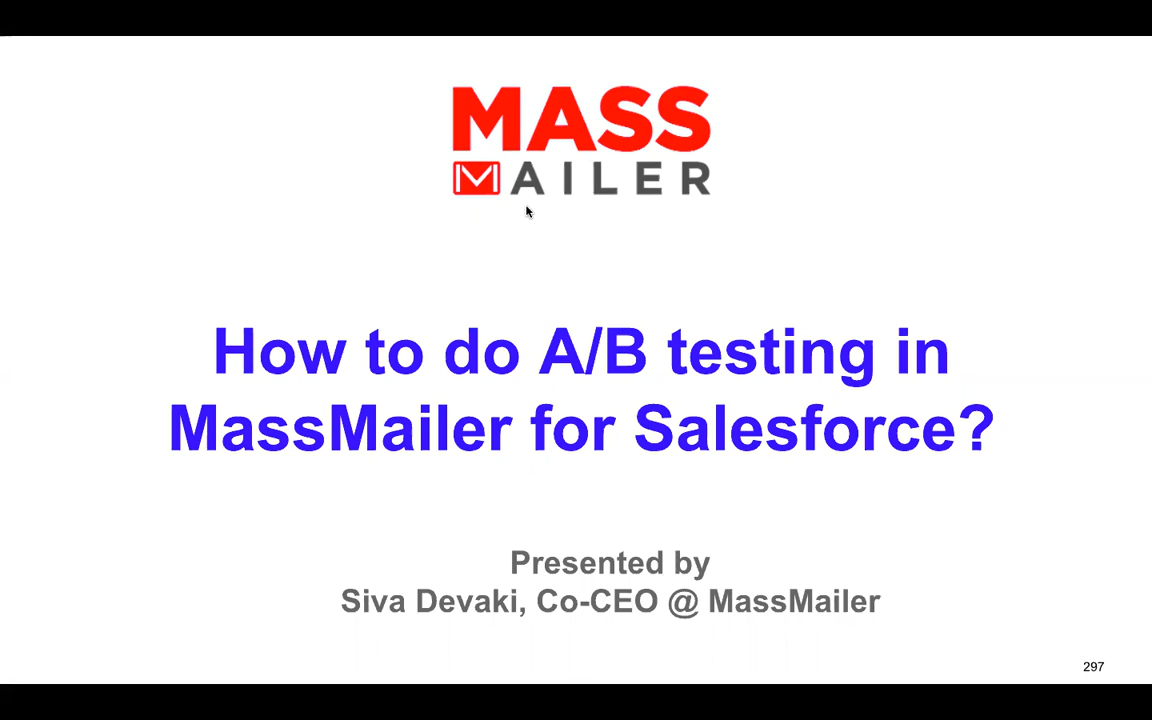 MASS
MAILER
How to do A/B testing in
MassMailer for Salesforce?
Presented by
Siva Devaki, Co-CEO @ MassMailer
297